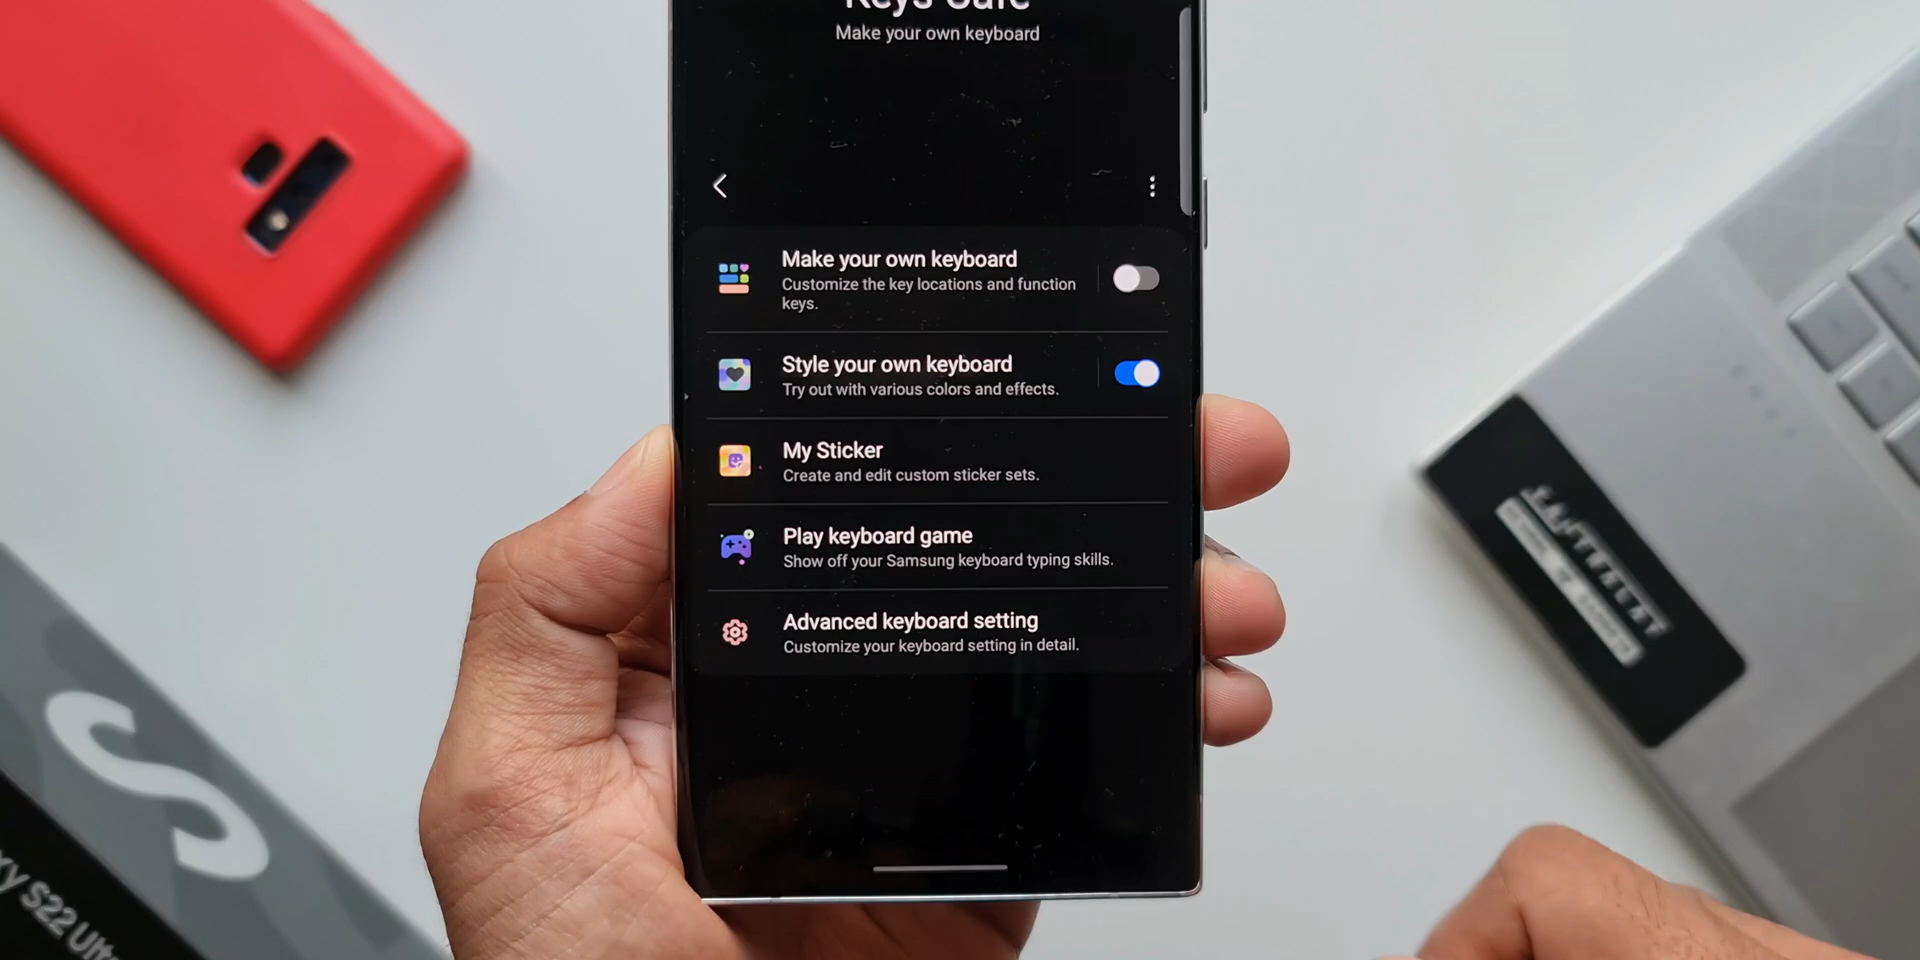 Keys Cafe
Make your own keyboard
Make your own keyboard
Customize the key locations and function
keys.
Style your own keyboard
Try out with various colors and effects.
My Sticker
Create and edit custom sticker sets.
Play keyboard game
Show off your Samsung keyboard typing skills.
Advanced keyboard setting
Customize your keyboard setting in detail.
S
S22 Ult